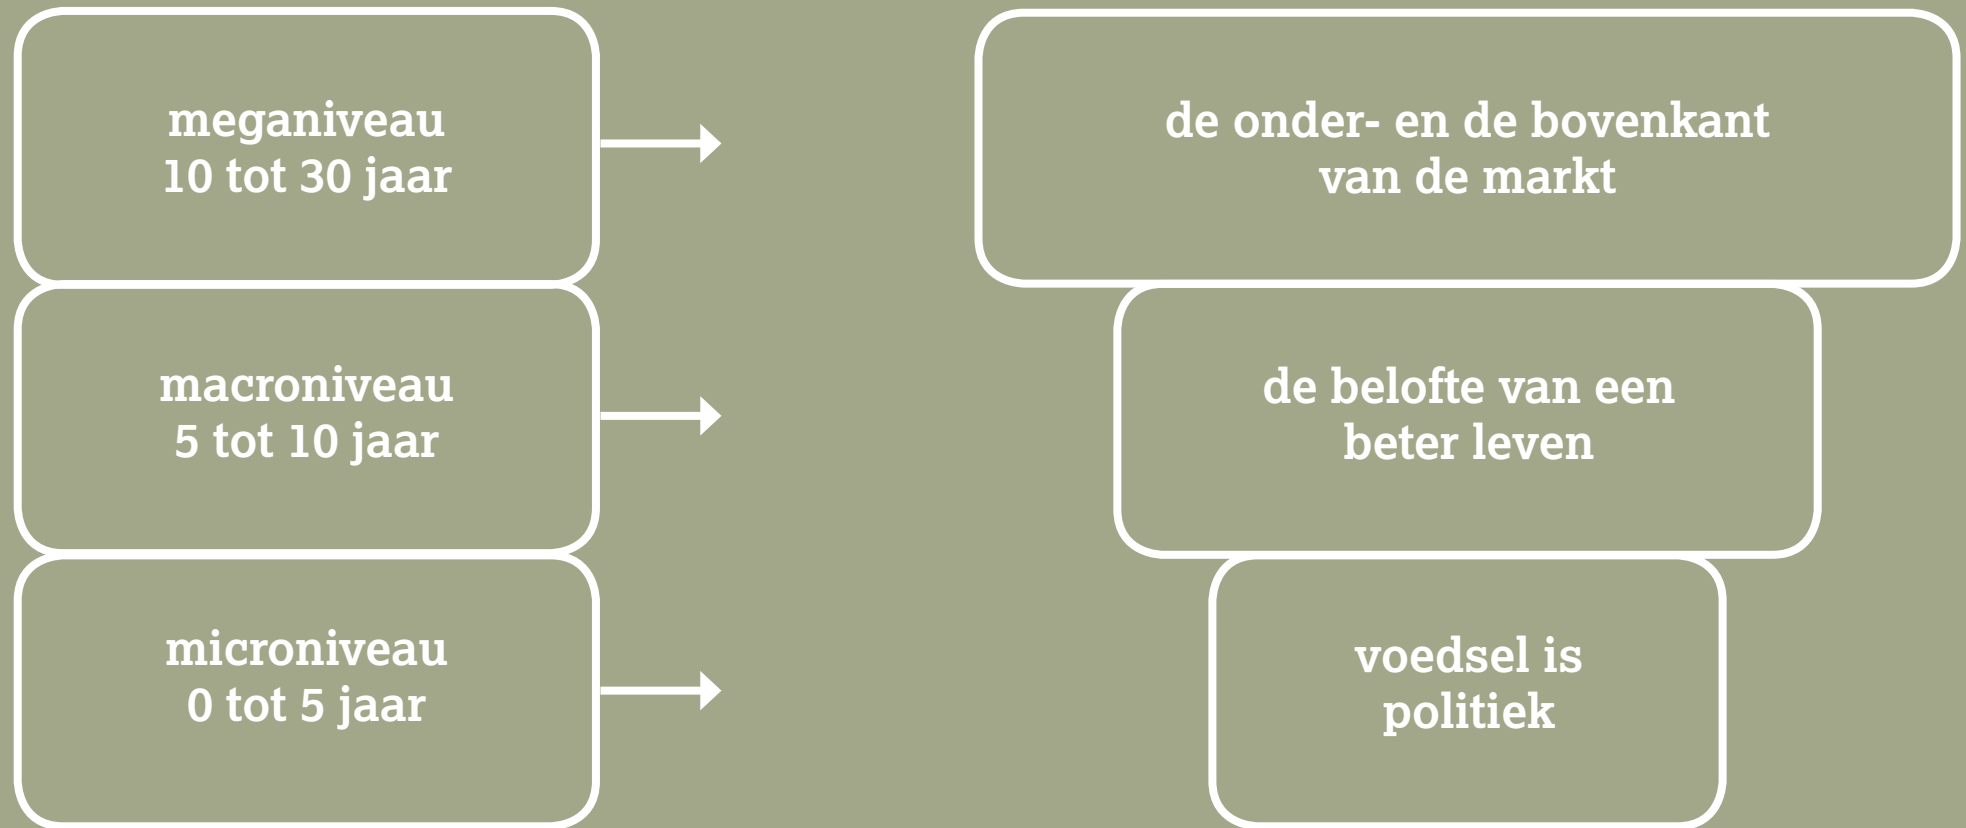 meganiveau
10 tot 30 jaar
de onder- en de bovenkant
van de markt
macroniveau
5 tot 10 jaar
de belofte van een
beter leven
microniveau
0 tot 5 jaar
voedsel is
politiek